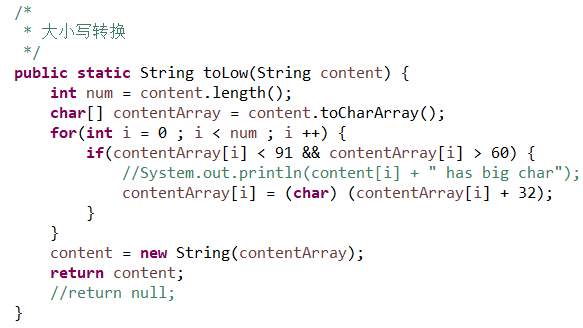 /*
 * 大小写转换
 */
public static String toLow(String content) {
    int num = content.length();
    char[] contentArray = content.toCharArray();
    for(int i = 0 ; i < num ; i ++) {
        if(contentArray[i] < 91 && contentArray[i] > 60) {
            //System.out.println(content[i] + " has big char");
            contentArray[i] = (char) (contentArray[i] + 32);
        }
    }
    content = new String(contentArray);
    return content;
    //return null;
}